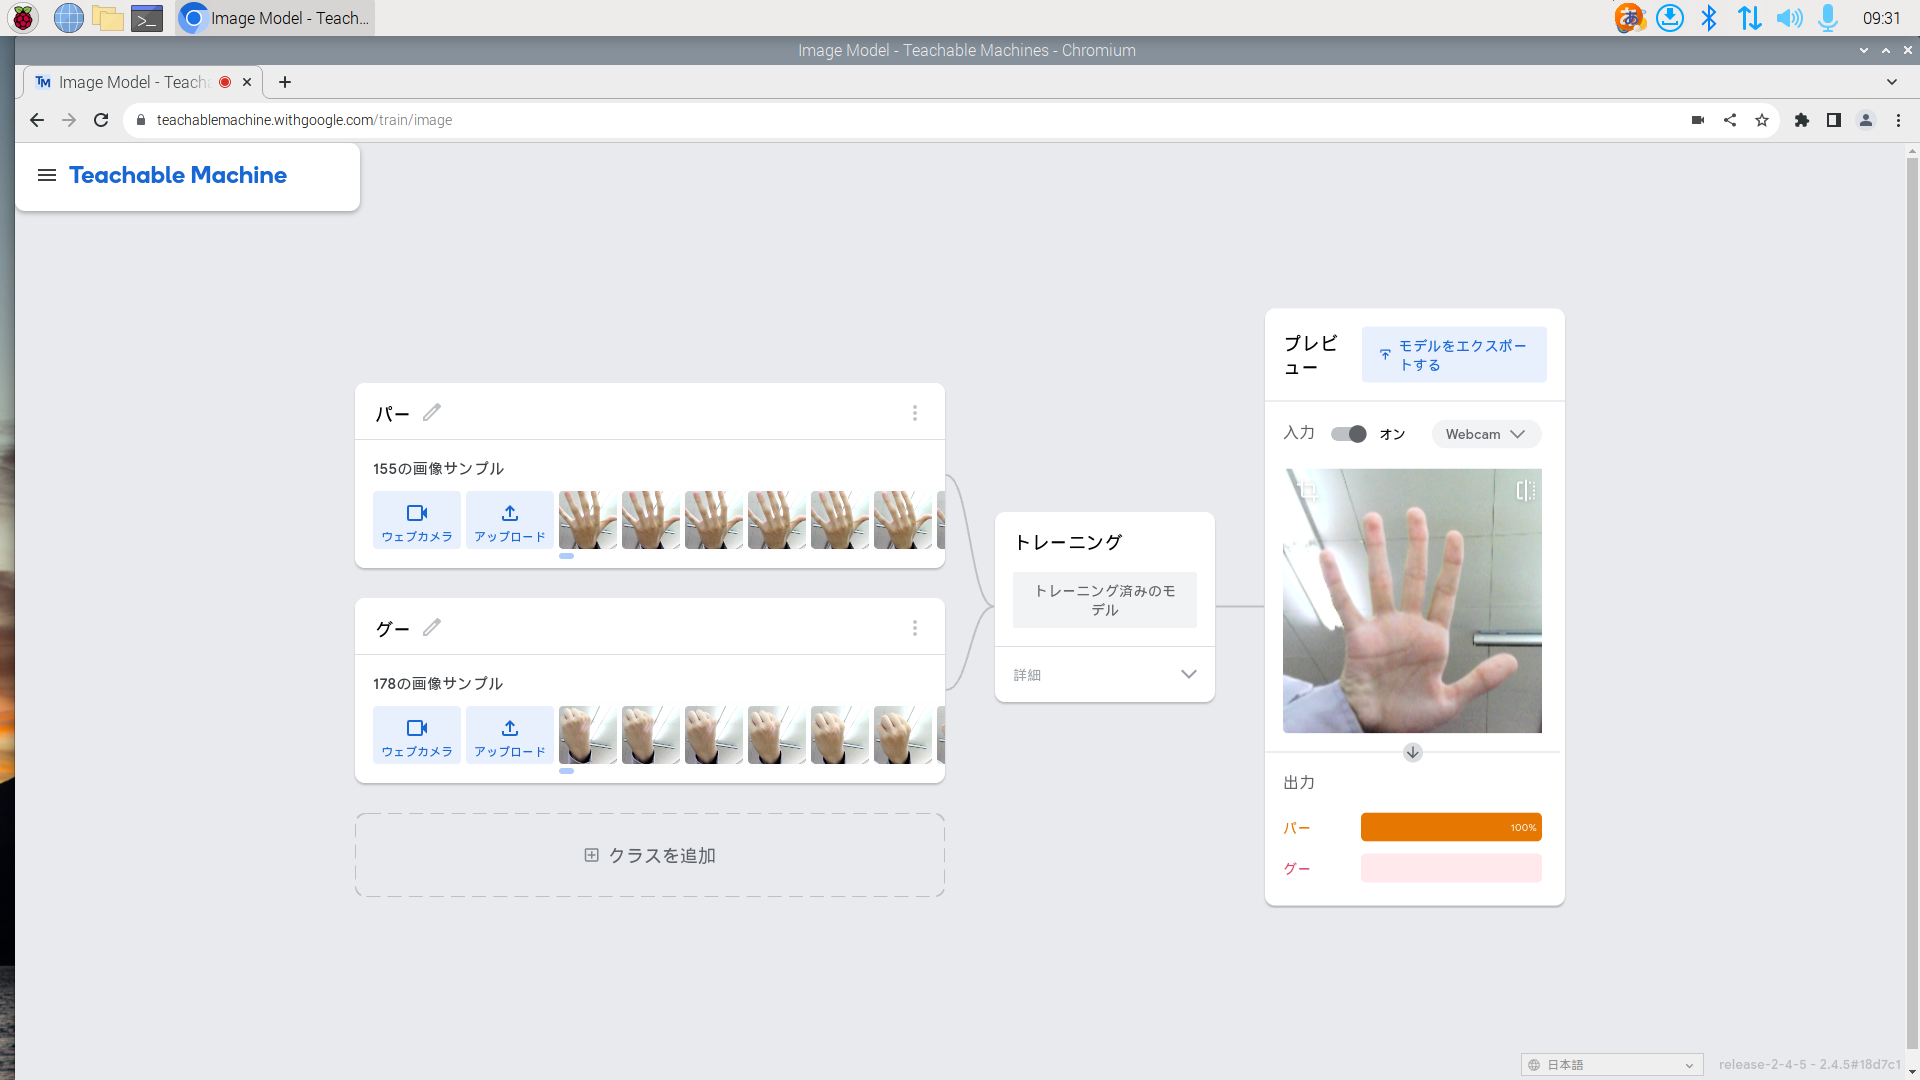 Image Model - Teach...
09:31
Image Model - Teachable Machines - Chromium
Image Model - Teach
teachablemachine.withgoogle.com/train/image
Teachable Machine
パー
155の画像サンプル
ウェブカメラ
アップロード
グー
178の画像サンプル
ウェブカメラ
アップロード
クラスを追加
トレーニング
トレーニング済みのモ
デル
詳細
プレビ
ュー
モデルをエクスポー
トする
入力
オン
Webcam
出力
パー
100%
グー
日本語
release-2-4-5 - 2.4.5#18d7c1